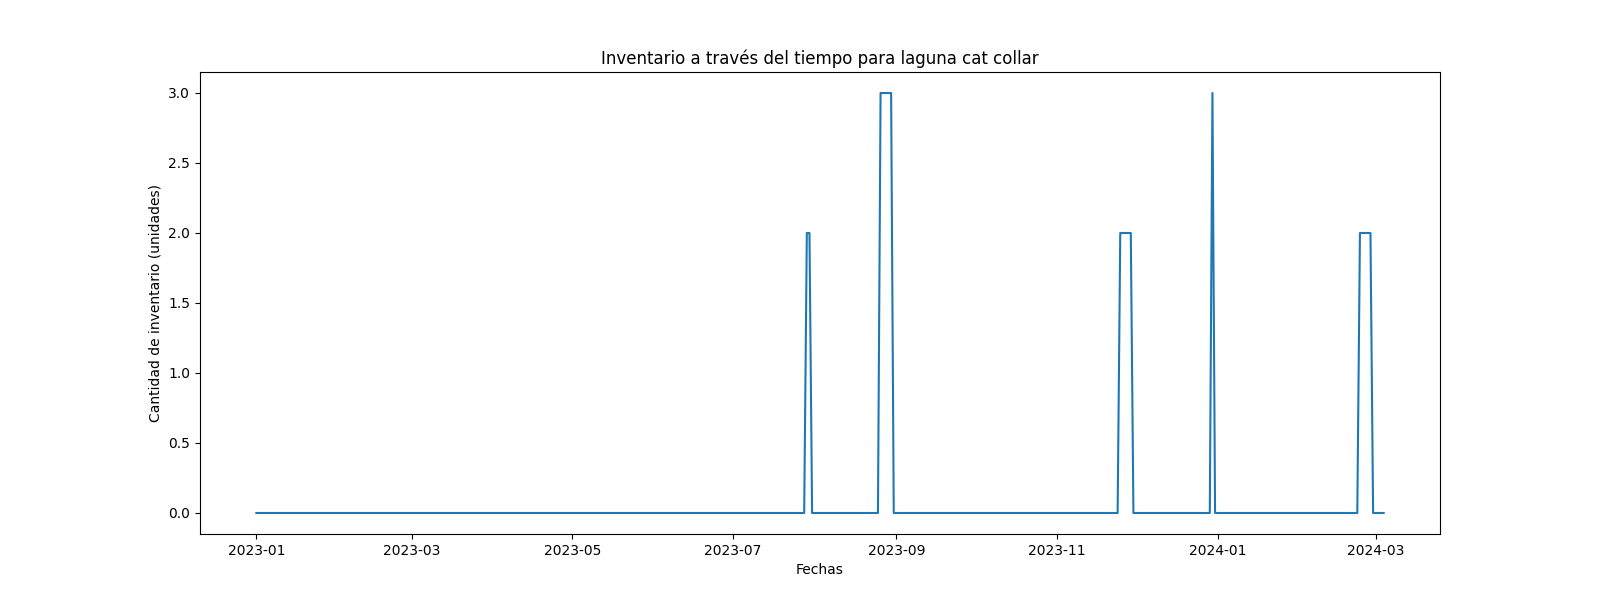 Inventario a través del tiempo para laguna cat collar
Cantidad de inventario (unidades)
3.0
2.5
2.0
1.5
1.0
0.5
0.0
2023-01 2023-03 2023-05 2023-07 2023-09 2023-11 2024-01 2024-03
Fechas